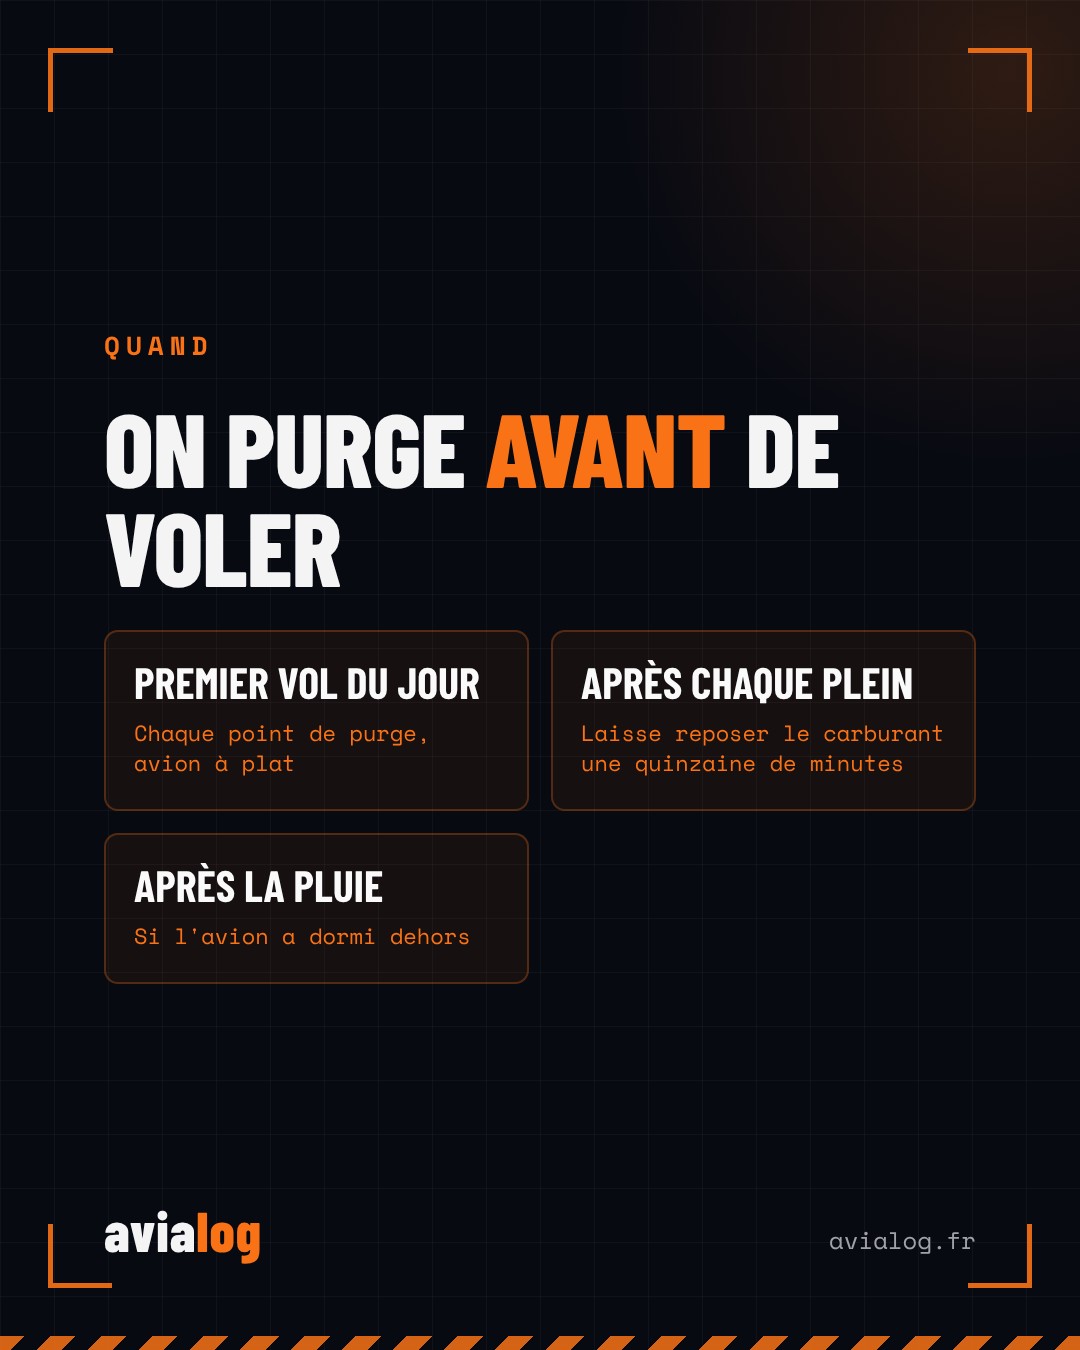 QUAND
ON PURGE AVANT DE
VOLER
PREMIER VOL DU JOUR
Chaque point de purge,
avion à plat
APRÈS CHAQUE PLEIN
Laisse reposer le carburant
une quinzaine de minutes
APRÈS LA PLUIE
Si l'avion a dormi dehors
avialog
avialog.fr